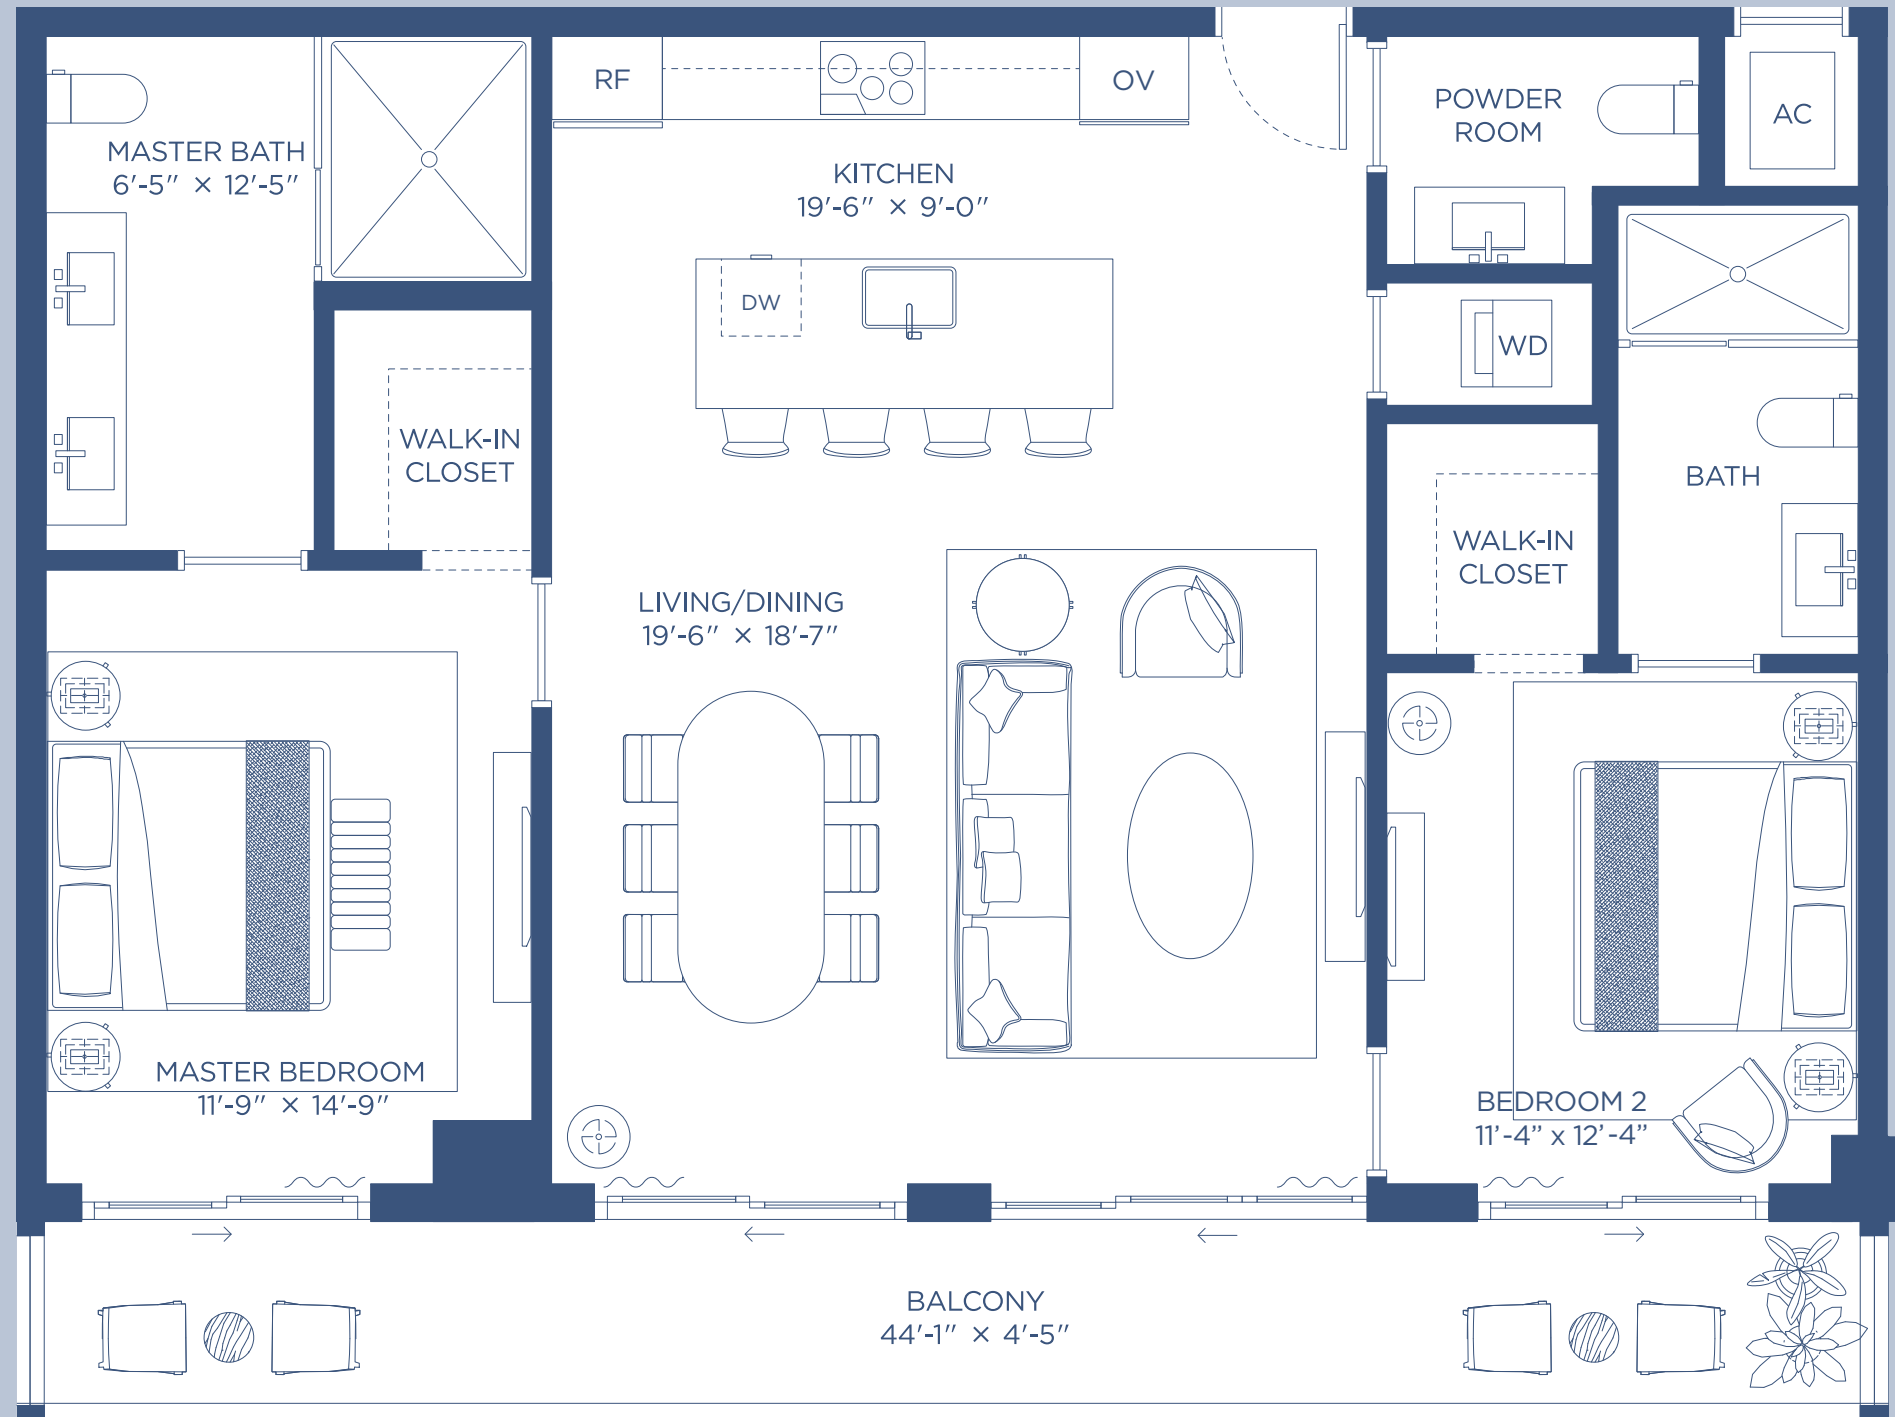 RF
OV
POWDER
ROOM
AC
MASTER BATH
6'-5" × 12'-5"
KITCHEN
19'-6" × 9'-0"
DW
WD
WALK-IN
CLOSET
BATH
WALK-IN
CLOSET
LIVING/DINING
19'-6" × 18'-7"
MASTER BEDROOM
11'-9" × 14'-9"
BEDROOM 2
11'-4" x 12'-4"
BALCONY
44'-1" × 4'-5"